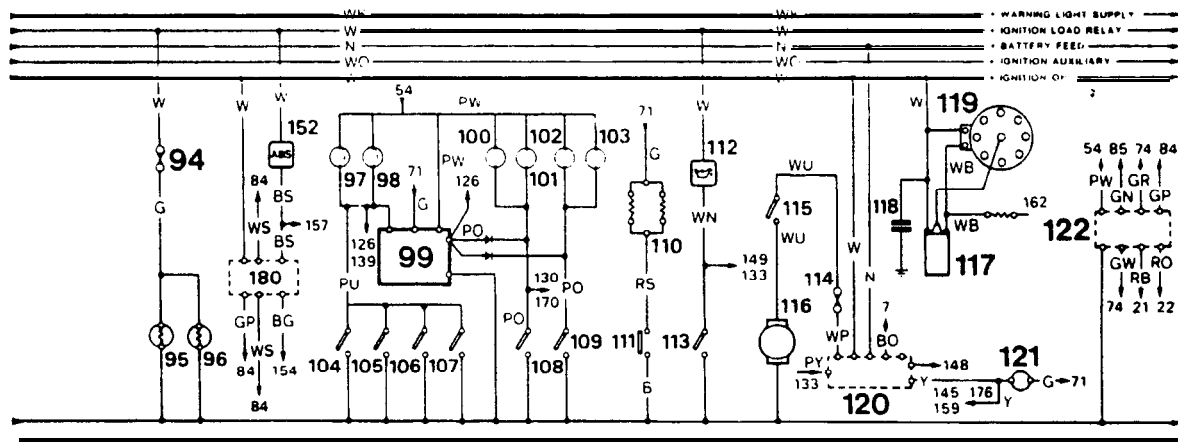 WK WK • WARNING LIGHT SUPPLY
W W • IGNITION LOAD RELAY
N N • BATTERY FEED
WO WO • IGNITION AUXILIARY
• IGNITION
54 PW
W W W 152 100 102 103 71 112 W W 119
94 ABS 97 98 PW 101 G WU 54 85 74 84
84 BS 71 126 115 118 WB PW GN GR GP
G WS 157 G PO 110 WN WU WB 162
BS 126 139 99 122
180 PU 130 170 PO RS 149 133 114 W N 117 GW RB RO
GP WS BG PO 116 7 74 21 22
95 96 104 105 106 107 108 109 111 113 WP BO
84 154 B PY 133 148 121
84 120 Y 145 159 176 Y G 71